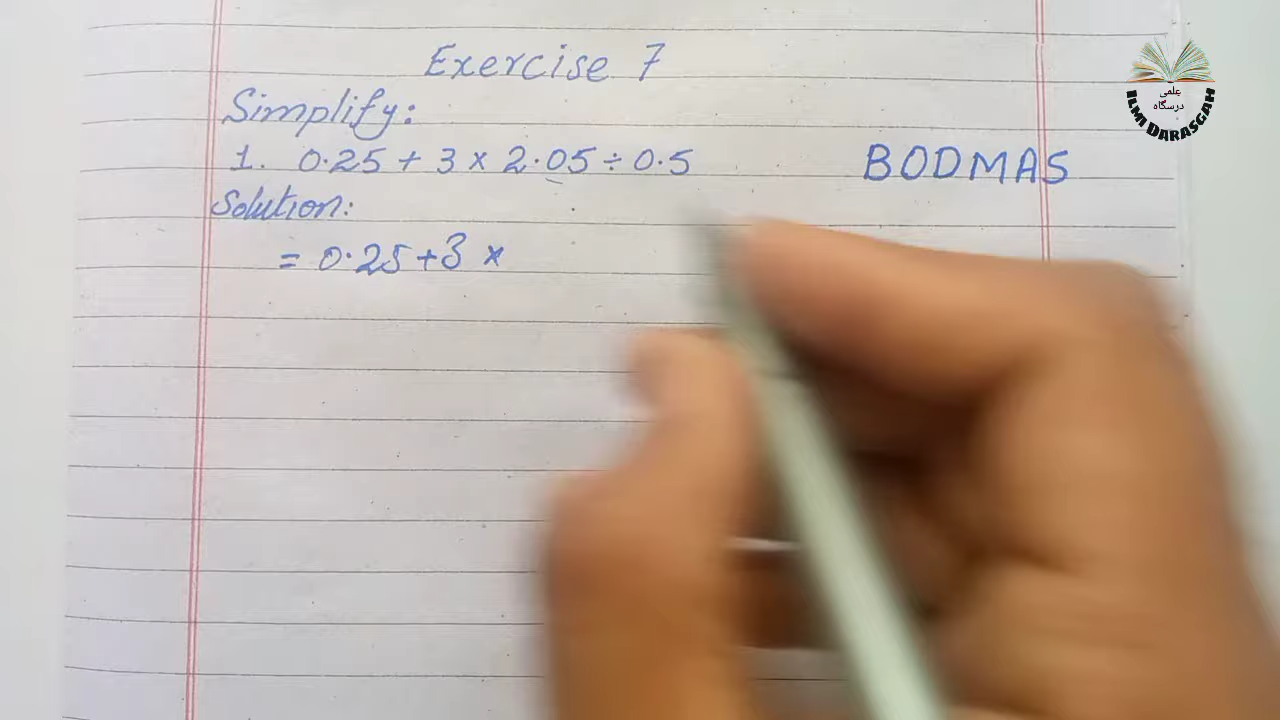 Exercise 7
Simplify:
1. 0.25 + 3 × 2.05 ÷ 0.5
BODMAS
Solution:
= 0.25 + 3 ×
علمی
درسگاہ
ILMI DARASGAH